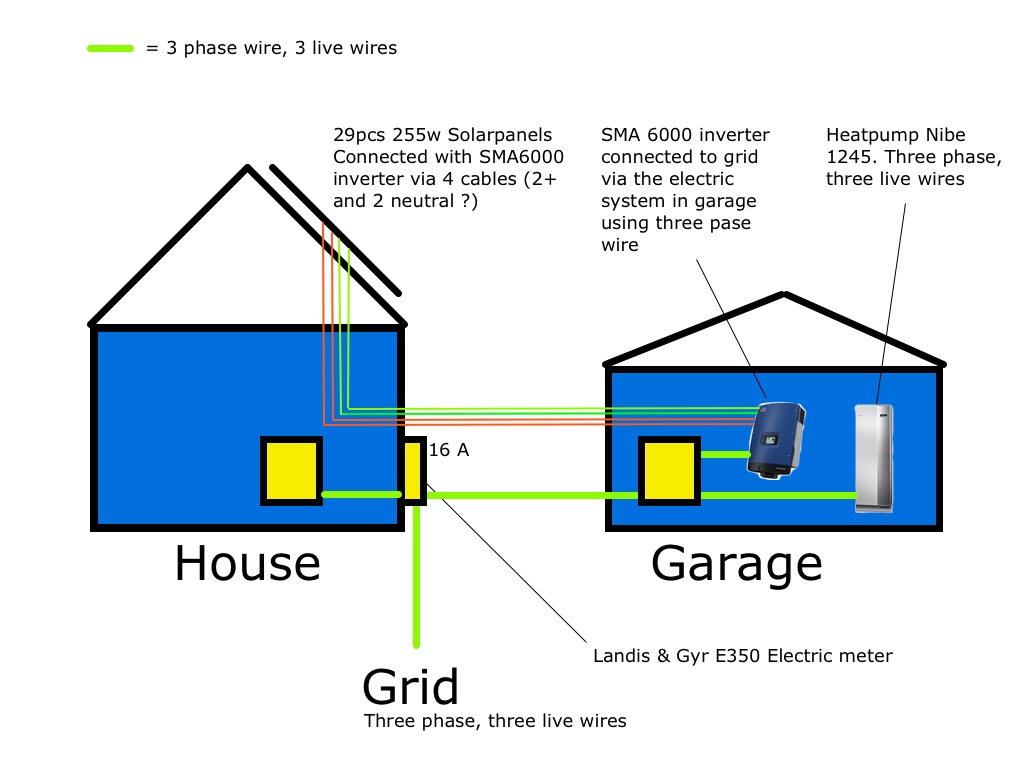 = 3 phase wire, 3 live wires
29pcs 255w Solarpanels
Connected with SMA6000
inverter via 4 cables (2+
and 2 neutral ?)
SMA 6000 inverter
connected to grid
via the electric
system in garage
using three pase
wire
Heatpump Nibe
1245. Three phase,
three live wires
16 A
House
Garage
Landis & Gyr E350 Electric meter
Grid
Three phase, three live wires